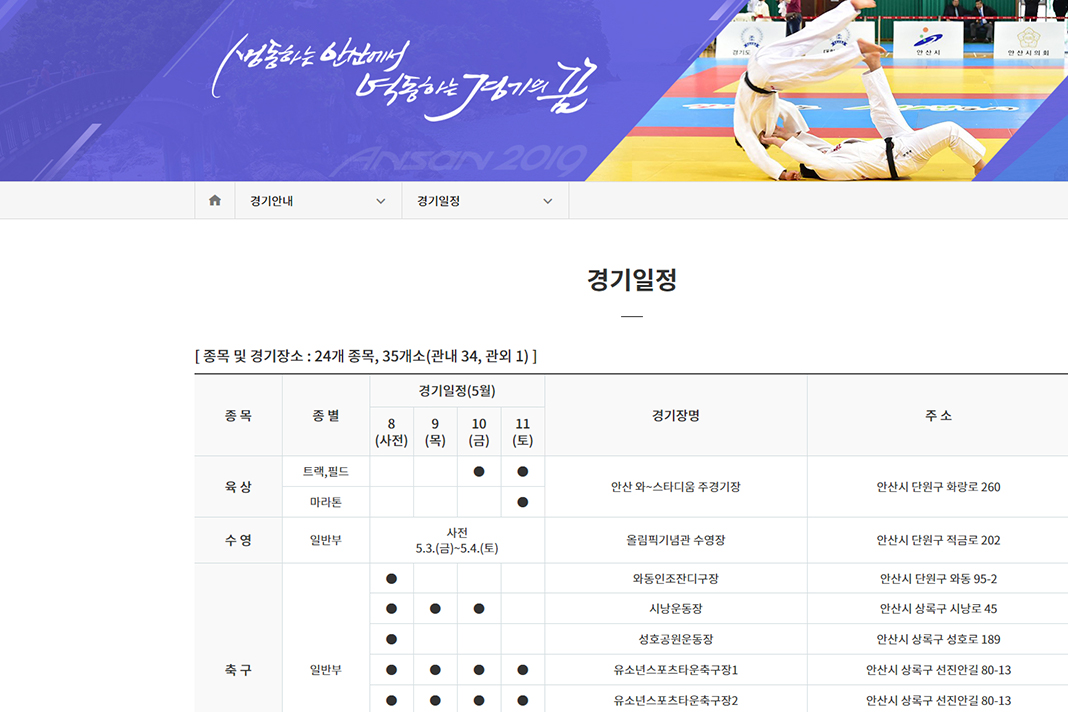 생동하는 안산에서
역동하는 경기의 꿈
ANSAN 2019
안산시
안산시의회
경기안내
경기일정
경기일정
[ 종목 및 경기장소 : 24개 종목, 35개소(관내 34, 관외 1) ]
종 목 종 별 경기일정(5월) 경기장명 주 소
8 (사전) 9 (목) 10 (금) 11 (토)
육 상 트랙,필드 ● ● 안산 와~스타디움 주경기장 안산시 단원구 화랑로 260
마라톤 ●
수 영 일반부 사전 5.3.(금)~5.4.(토) 올림픽기념관 수영장 안산시 단원구 적금로 202
축 구 일반부 ● 와동인조잔디구장 안산시 단원구 와동 95-2
● ● ● 시낭운동장 안산시 상록구 시낭로 45
● 성호공원운동장 안산시 상록구 성호로 189
● ● ● ● 유소년스포츠타운축구장1 안산시 상록구 선진안길 80-13
● ● ● ● 유소년스포츠타운축구장2 안산시 상록구 선진안길 80-13